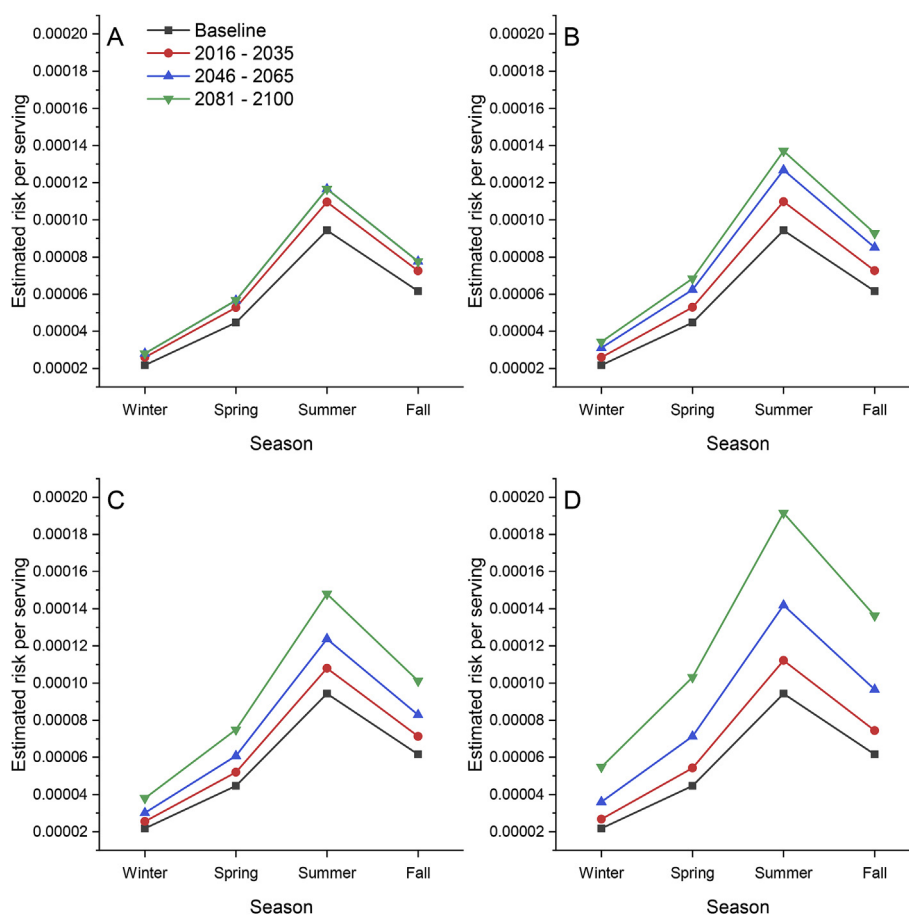 A
Baseline
2016 - 2035
2046 - 2065
2081 - 2100
0.00020
0.00018
0.00016
0.00014
0.00012
0.00010
0.00008
0.00006
0.00004
0.00002
Estimated risk per serving
Winter Spring Summer Fall
Season
B
0.00020
0.00018
0.00016
0.00014
0.00012
0.00010
0.00008
0.00006
0.00004
0.00002
Estimated risk per serving
Winter Spring Summer Fall
Season
C
0.00020
0.00018
0.00016
0.00014
0.00012
0.00010
0.00008
0.00006
0.00004
0.00002
Estimated risk per serving
Winter Spring Summer Fall
Season
D
0.00020
0.00018
0.00016
0.00014
0.00012
0.00010
0.00008
0.00006
0.00004
0.00002
Estimated risk per serving
Winter Spring Summer Fall
Season